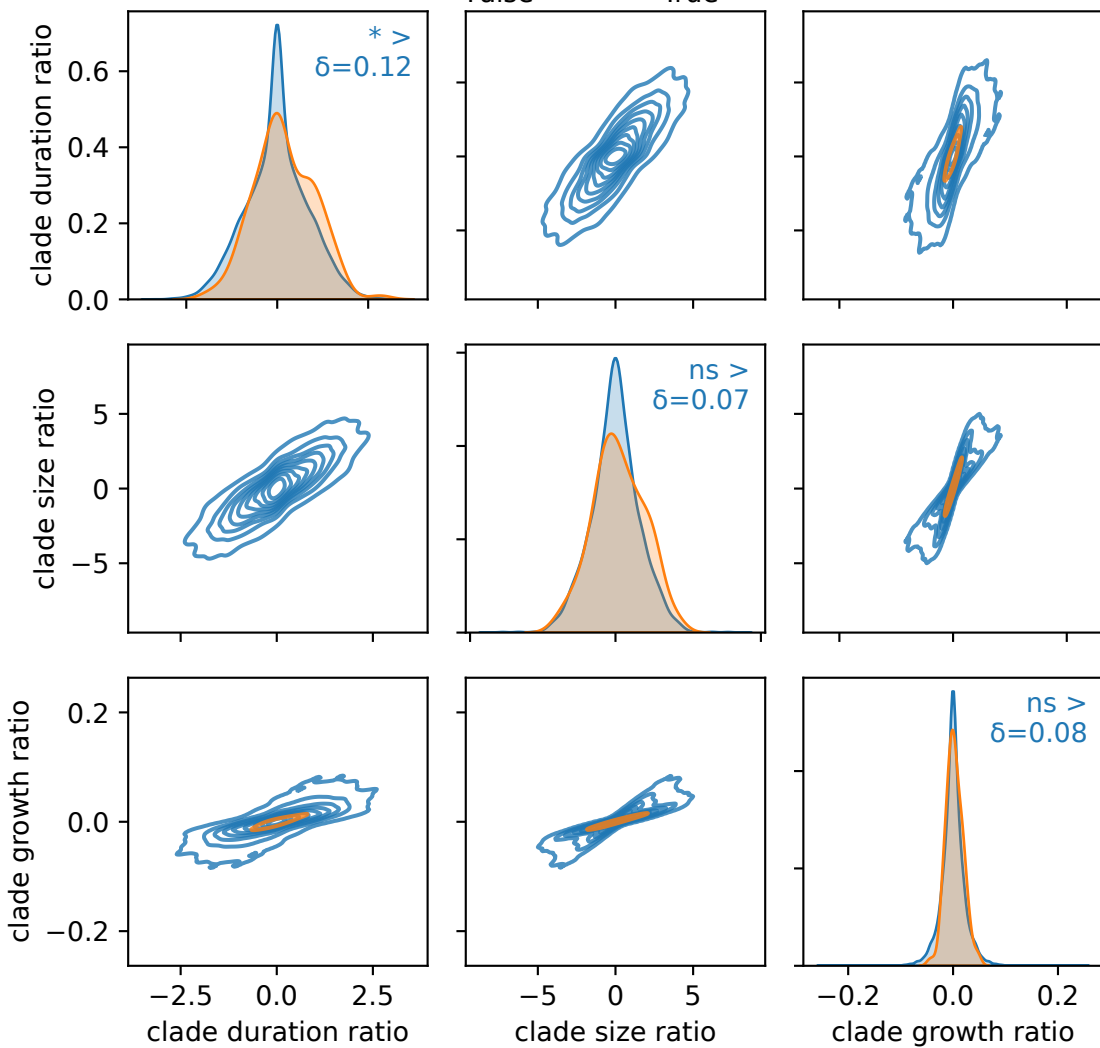 clade duration ratio
0.6
0.4
0.2
0.0
* >
δ=0.12
clade size ratio
5
0
−5
ns >
δ=0.07
clade growth ratio
0.2
0.0
−0.2
ns >
δ=0.08
−2.5 0.0 2.5
−5 0 5
−0.2 0.0 0.2
clade duration ratio
clade size ratio
clade growth ratio